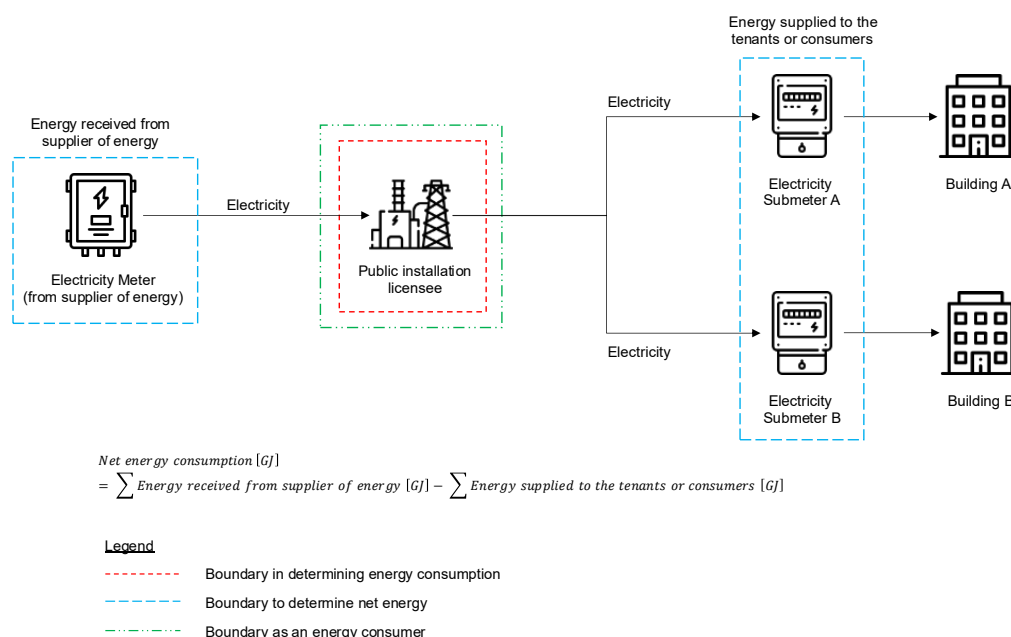 Energy supplied to the
tenants or consumers
Electricity
Energy received from
supplier of energy
Electricity
Electricity Meter
(from supplier of energy)
Public installation
licensee
Electricity
Submeter A
Building A
Electricity
Electricity
Submeter B
Building B
Net energy consumption [GJ]
= ∑ Energy received from supplier of energy [GJ] − ∑ Energy supplied to the tenants or consumers [GJ]
Legend
Boundary in determining energy consumption
Boundary to determine net energy
Boundary as an energy consumer